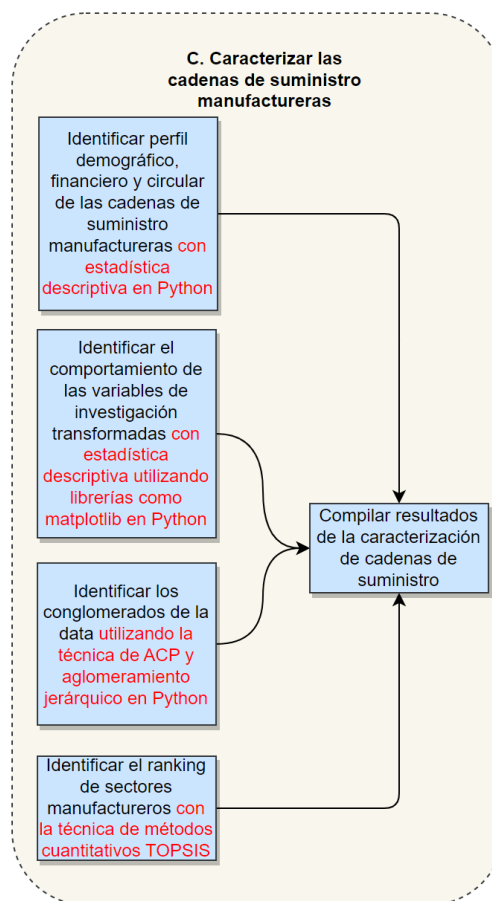 C. Caracterizar las
cadenas de suministro
manufactureras
Identificar perfil
demográfico,
financiero y circular
de las cadenas de
suministro
manufactureras con
estadística
descriptiva en Python
Identificar el
comportamiento de
las variables de
investigación
transformadas con
estadística
descriptiva utilizando
librerías como
matplotlib en Python
Identificar los
conglomerados de la
data utilizando la
técnica de ACP y
aglomeramiento
jerárquico en Python
Identificar el ranking
de sectores
manufactureros con
la técnica de métodos
cuantitativos TOPSIS
Compilar resultados
de la caracterización
de cadenas de
suministro